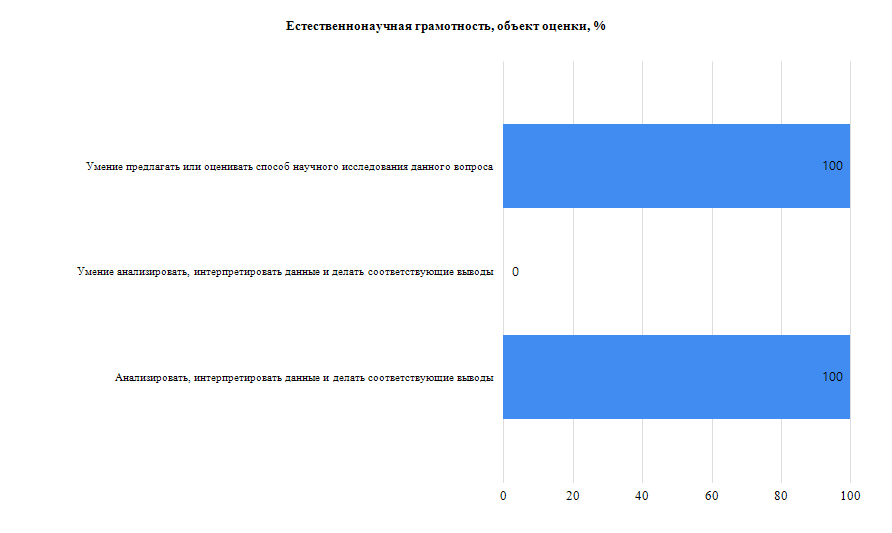 Естественнонаучная грамотность, объект оценки, %
Умение предлагать или оценивать способ научного исследования данного вопроса
100
Умение анализировать, интерпретировать данные и делать соответствующие выводы
0
Анализировать, интерпретировать данные и делать соответствующие выводы
100
0 20 40 60 80 100